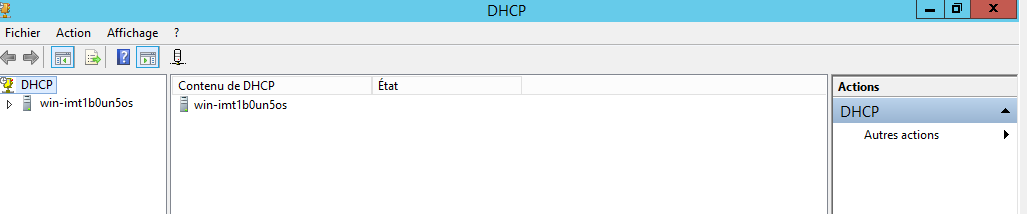 DHCP
Fichier Action Affichage ?
DHCP
win-imt1b0un5os
Contenu de DHCP État
win-imt1b0un5os
Actions
DHCP
Autres actions